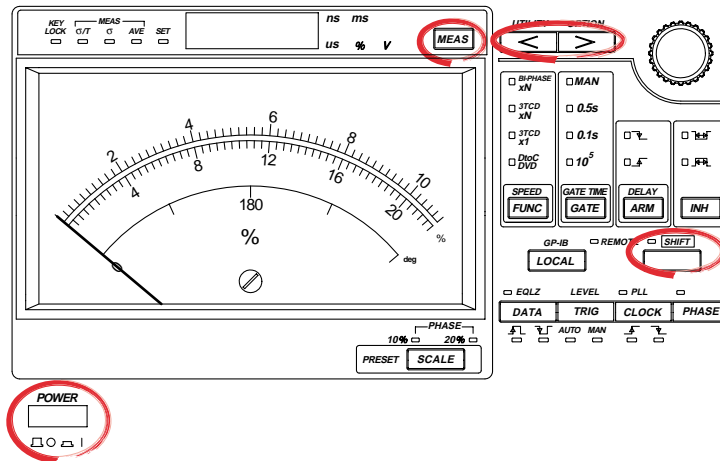 KEY LOCK
MEAS
σ/T σ AVE SET
ns ms
us % V
MEAS
UTILITY OPTION
< >
BI-PHASE xN
3TCD xN
3TCD x1
DtoC DVD
MAN
0.5s
0.1s
10⁵
SPEED
FUNC
GATE TIME
GATE
DELAY
ARM
INH
2 4 6 8 10
4 8 12 16 20
%
180
deg
%
GP-IB
LOCAL
REMOTE
SHIFT
EQLZ
LEVEL
PLL
DATA
TRIG
CLOCK
PHASE
AUTO MAN
PHASE
10% 20%
PRESET
SCALE
POWER